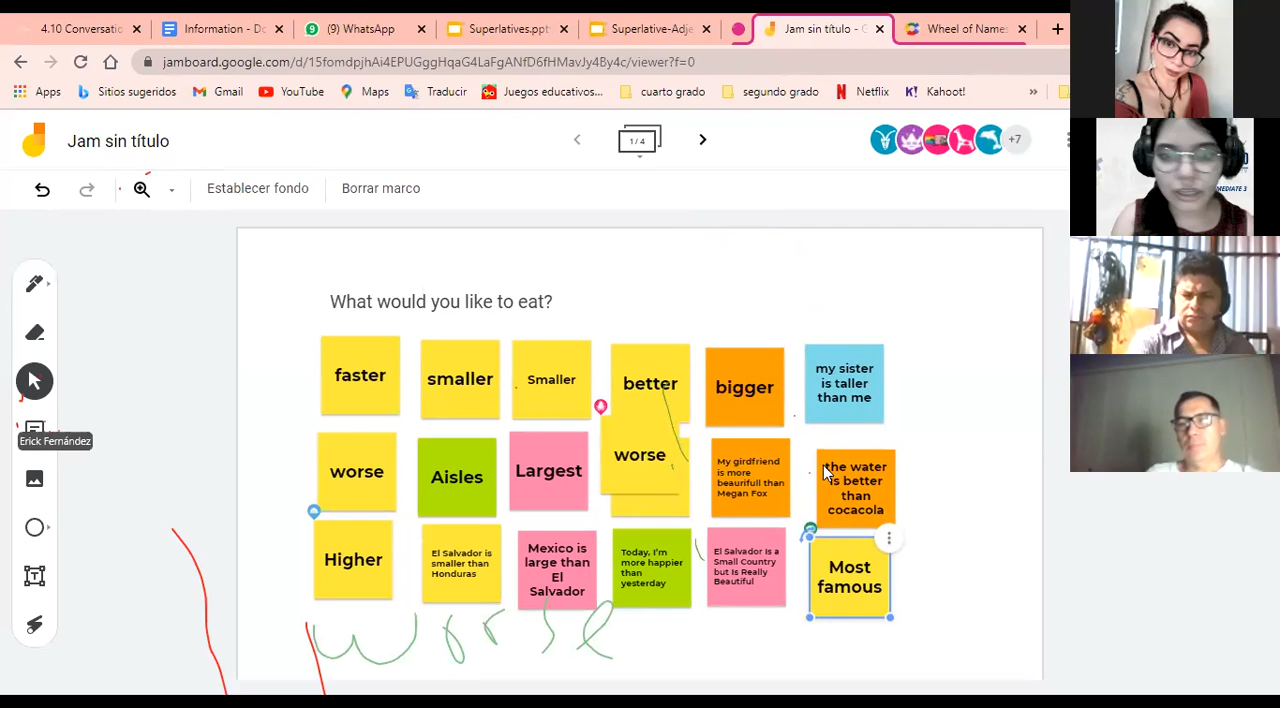 4.10 Conversatio
Information - Do
(9) WhatsApp
Superlatives.ppt
Superlative-Adje
Jam sin título - G
Wheel of Names
jamboard.google.com/d/15fomdpjhAi4EPUGggHqaGLaFgANfD6fHMavJy4By4c/viewer?f=0
Apps
Sitios sugeridos
Gmail
YouTube
Maps
Traducir
Juegos educativos...
cuarto grado
segundo grado
Netflix
K! Kahoot!
»
Jam sin título
1/4
+7
Establecer fondo
Borrar marco
Erick Fernández
What would you like to eat?
faster
smaller
Smaller
better
bigger
my sister
is taller
than me
worse
Aisles
Largest
worse
My girdfriend
is more
beaurifull than
Megan Fox
the water
is better
than
cocacola
Higher
El Salvador is
smaller than
Honduras
Mexico is
large than
El
Salvador
Today, I'm
more happier
than
yesterday
El Salvador Is a
Small Country
but Is Really
Beautiful
Most
famous
worse
MEDIATE 3